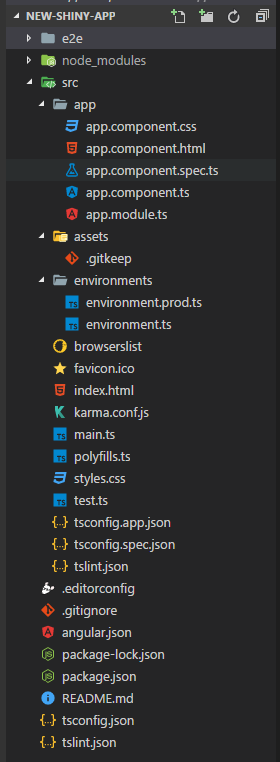 NEW-SHINY-APP
e2e
node_modules
src
app
app.component.css
app.component.html
app.component.spec.ts
app.component.ts
app.module.ts
assets
.gitkeep
environments
environment.prod.ts
environment.ts
browserslist
favicon.ico
index.html
karma.conf.js
main.ts
polyfills.ts
styles.css
test.ts
tsconfig.app.json
tsconfig.spec.json
tslint.json
.editorconfig
.gitignore
angular.json
package-lock.json
package.json
README.md
tsconfig.json
tslint.json